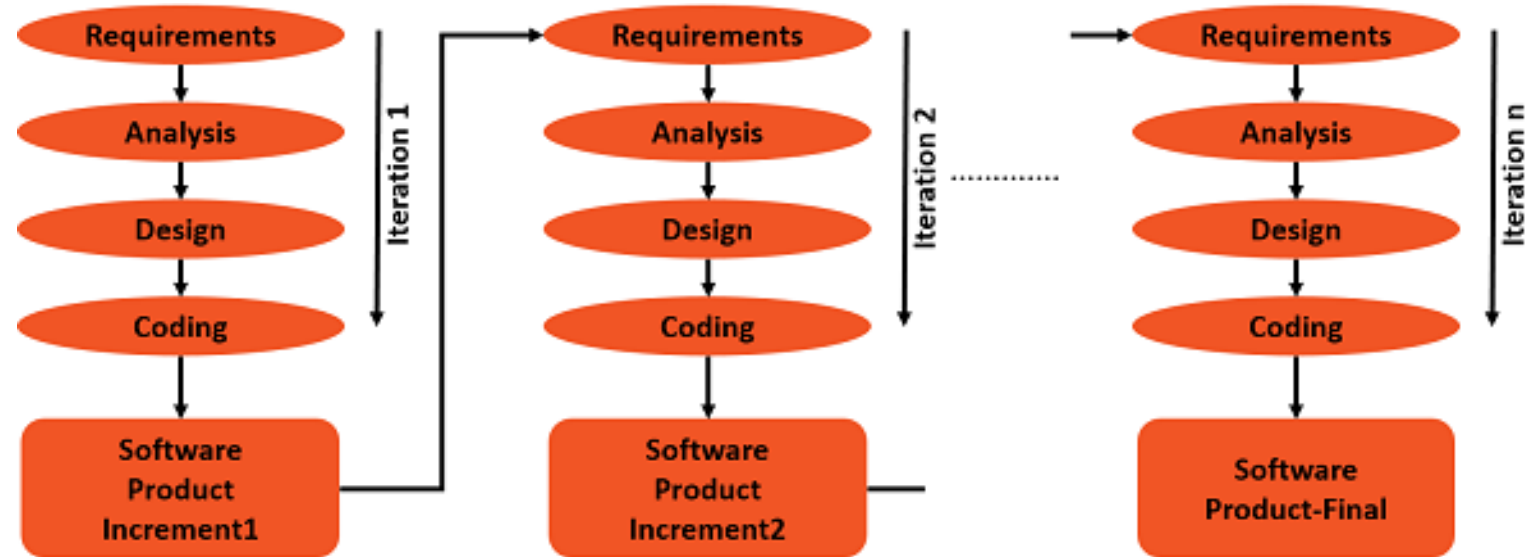 Requirements
Analysis
Design
Coding
Software
Product
Increment1
Iteration 1
Requirements
Analysis
Design
Coding
Software
Product
Increment2
Iteration 2
Requirements
Analysis
Design
Coding
Software
Product-Final
Iteration n